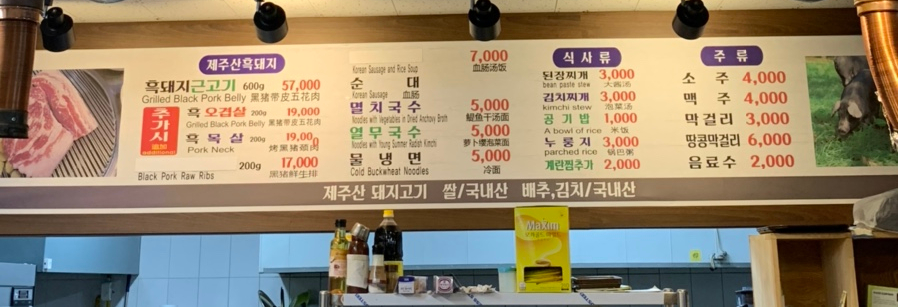 제주산흑돼지
흑돼지근고기 600g 57,000
Grilled Black Pork Belly 黑猪带皮五花肉
추가시
흑 오겹살 200g 19,000
Grilled Black Pork Belly 黑猪带皮五花肉
흑 목살 200g 19,00
Pork Neck 烤黑猪颈肉
200g 17,000
Black Pork Raw Ribs 黑猪鲜生排
7,000
Korean Sausage and Rice Soup 血肠汤饭
순대
Korean Sausage 血肠
멸치국수 5,000
Noodles with Vegetables in Dried Anchovy Broth 鳀鱼干汤面
열무국수 5,000
Noodles with Young Summer Radish Kimchi 萝卜缨泡菜面
물냉면 5,000
Cold Buckwheat Noodles 冷面
식사류
된장찌개 3,000
bean paste stew 大酱汤
김치찌개 3,000
kimchi stew 泡菜汤
공기밥 1,000
A bowl of rice 米饭
누룽지 3,000
parched rice 锅巴粥
계란찜추가 2,000
주류
소주 4,000
맥주 4,000
막걸리 3,000
땅콩막걸리 6,000
음료수 2,000
제주산 돼지고기 쌀/국내산 배추,김치/국내산
Maxim